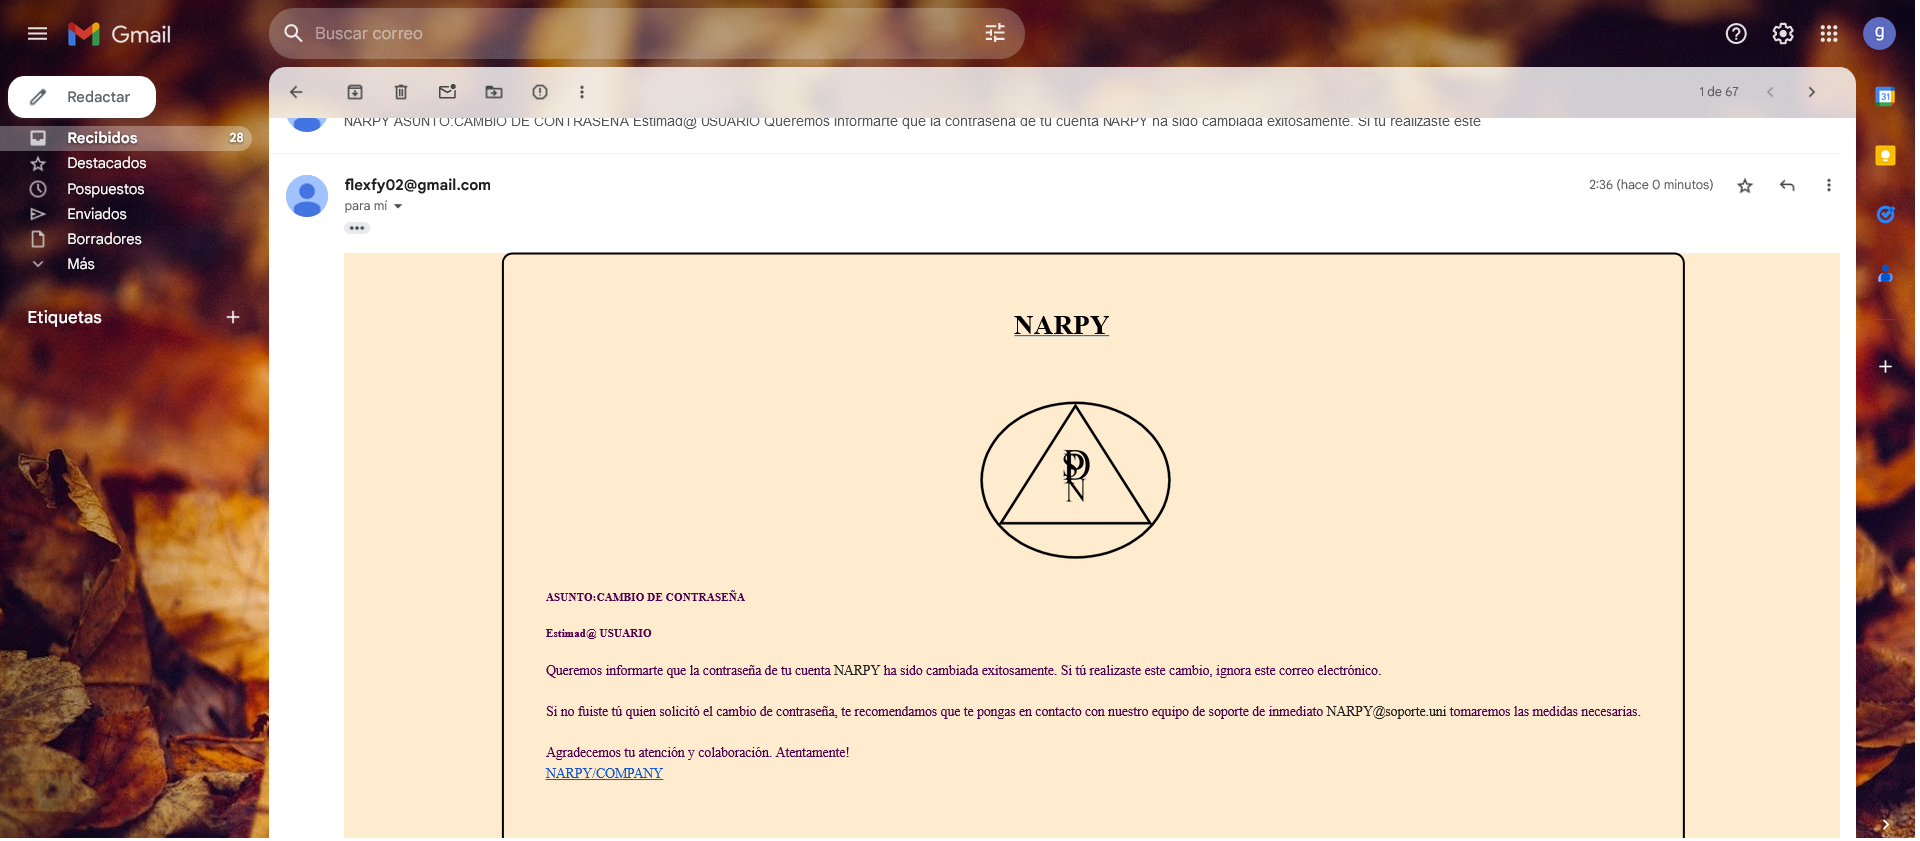 Gmail
Buscar correo
g
Redactar
1 de 67
Recibidos 28
Destacados
Pospuestos
Enviados
Borradores
Más
Etiquetas
31
NARPY ASUNTO:CAMBIO DE CONTRASEÑA Estimad@ USUARIO Queremos informarte que la contraseña de tu cuenta NARPY ha sido cambiada exitosamente. Si tú realizaste este
flexfy02@gmail.com
2:36 (hace 0 minutos)
para mí
NARPY
S P D
N
ASUNTO:CAMBIO DE CONTRASEÑA
Estimad@ USUARIO
Queremos informarte que la contraseña de tu cuenta NARPY ha sido cambiada exitosamente. Si tú realizaste este cambio, ignora este correo electrónico.
Si no fuiste tú quien solicitó el cambio de contraseña, te recomendamos que te pongas en contacto con nuestro equipo de soporte de inmediato NARPY@soporte.uni tomaremos las medidas necesarias.
Agradecemos tu atención y colaboración. Atentamente!
NARPY/COMPANY